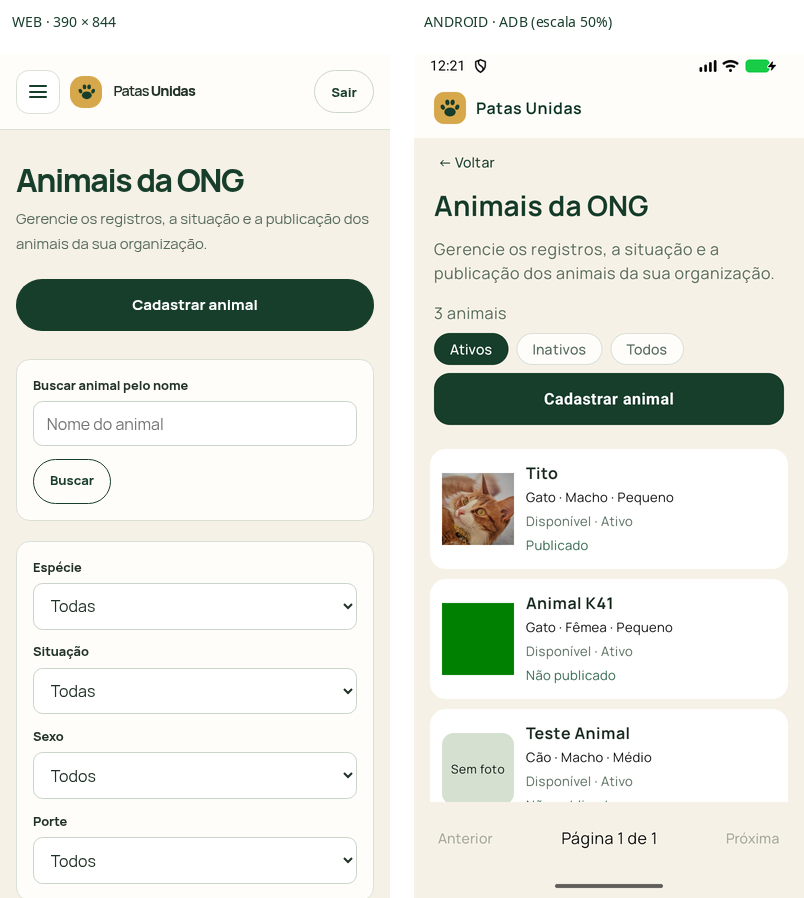 WEB · 390 × 844
Patas Unidas
Sair
Animais da ONG
Gerencie os registros, a situação e a publicação dos
animais da sua organização.
Cadastrar animal
Buscar animal pelo nome
Nome do animal
Buscar
Espécie
Todas
Situação
Todas
Sexo
Todos
Porte
Todos
ANDROID · ADB (escala 50%)
12:21
Patas Unidas
← Voltar
Animais da ONG
Gerencie os registros, a situação e a
publicação dos animais da sua organização.
3 animais
Ativos
Inativos
Todos
Cadastrar animal
Tito
Gato · Macho · Pequeno
Disponível · Ativo
Publicado
Animal K41
Gato · Fêmea · Pequeno
Disponível · Ativo
Não publicado
Sem foto
Teste Animal
Cão · Macho · Médio
Disponível · Ativo
Anterior
Página 1 de 1
Próxima